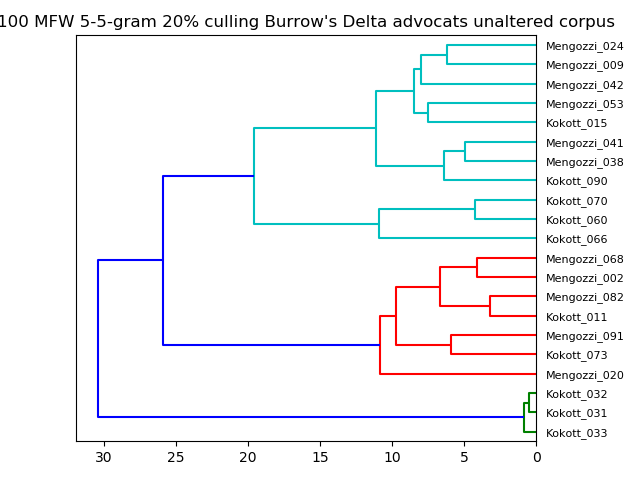 100 MFW 5-5-gram 20% culling Burrow's Delta advocats unaltered corpus
Mengozzi_024
Mengozzi_009
Mengozzi_042
Mengozzi_053
Kokott_015
Mengozzi_041
Mengozzi_038
Kokott_090
Kokott_070
Kokott_060
Kokott_066
Mengozzi_068
Mengozzi_002
Mengozzi_082
Kokott_011
Mengozzi_091
Kokott_073
Mengozzi_020
Kokott_032
Kokott_031
Kokott_033
30 25 20 15 10 5 0